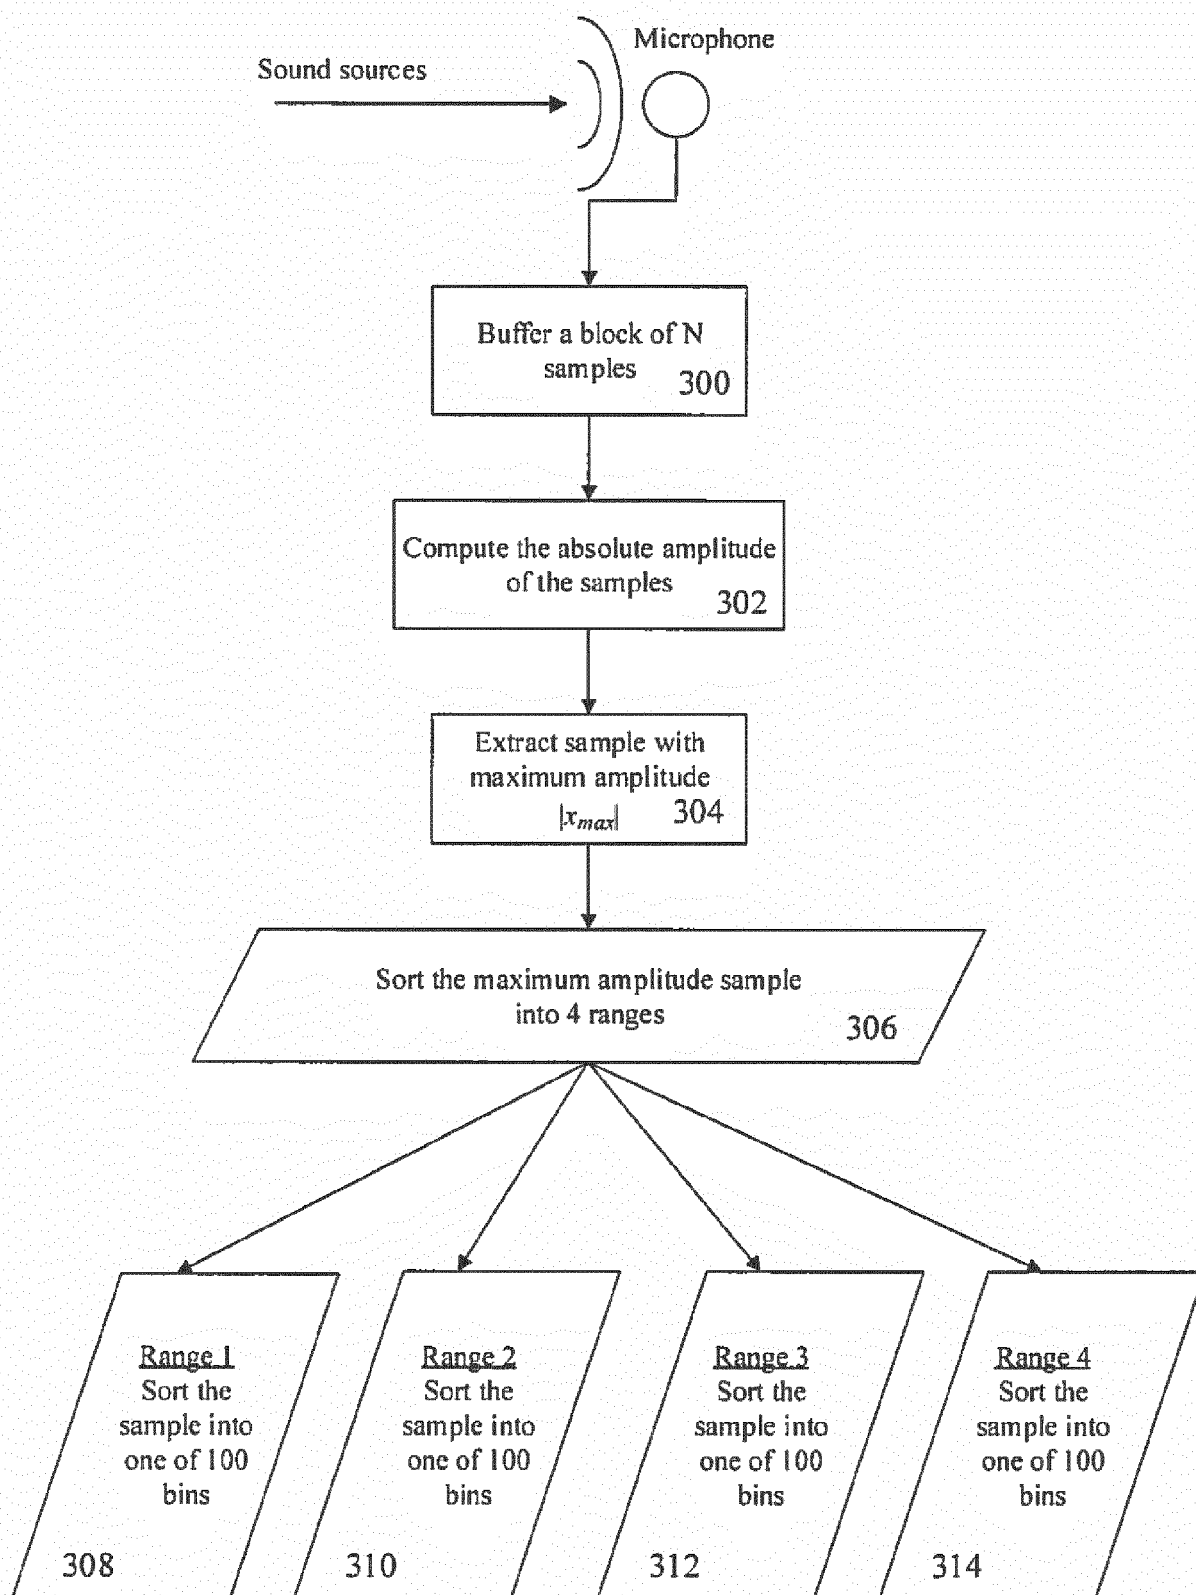 Microphone
Sound sources
Buffer a block of N
samples
300
Compute the absolute amplitude
of the samples
302
Extract sample with
maximum amplitude
|x_max|
304
Sort the maximum amplitude sample
into 4 ranges
306
Range 1
Sort the
sample into
one of 100
bins
308
Range 2
Sort the
sample into
one of 100
bins
310
Range 3
Sort the
sample into
one of 100
bins
312
Range 4
Sort the
sample into
one of 100
bins
314